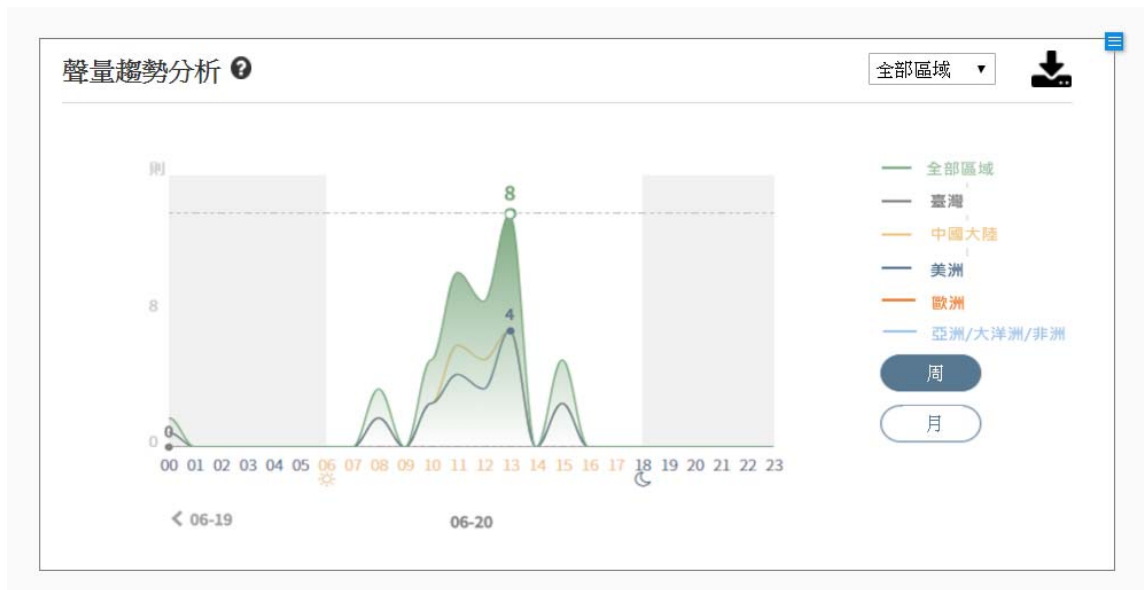 聲量趨勢分析 ?
全部區域 ▼
則
8
8
4
0
0
00 01 02 03 04 05 06 07 08 09 10 11 12 13 14 15 16 17 18 19 20 21 22 23
< 06-19
06-20
全部區域
臺灣
中國大陸
美洲
歐洲
亞洲/大洋洲/非洲
周
月